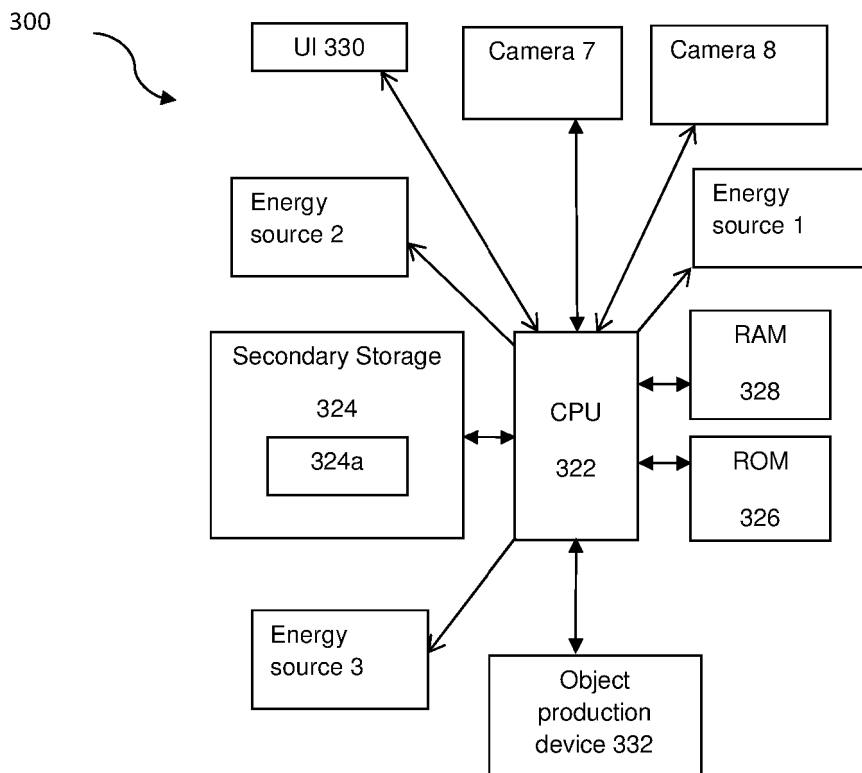 300
UI 330
Camera 7
Camera 8
Energy
source 2
Energy
source 1
Secondary Storage
324
324a
CPU
322
RAM
328
ROM
326
Energy
source 3
Object
production
device 332